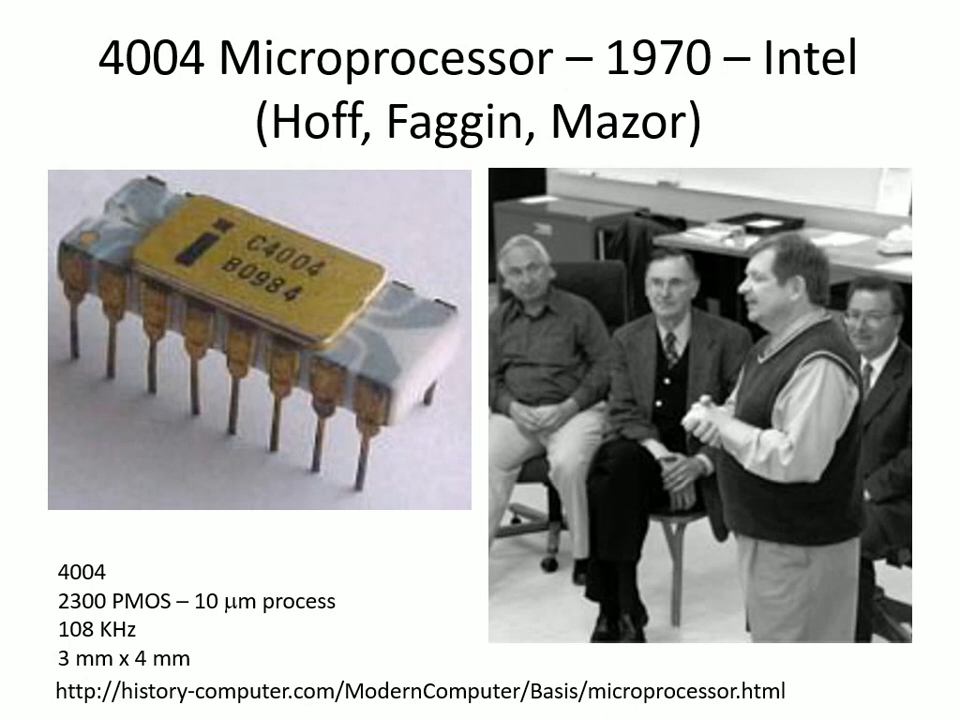 4004 Microprocessor – 1970 – Intel
(Hoff, Faggin, Mazor)
i
C4004
B0984
4004
2300 PMOS – 10 μm process
108 KHz
3 mm x 4 mm
http://history-computer.com/ModernComputer/Basis/microprocessor.html